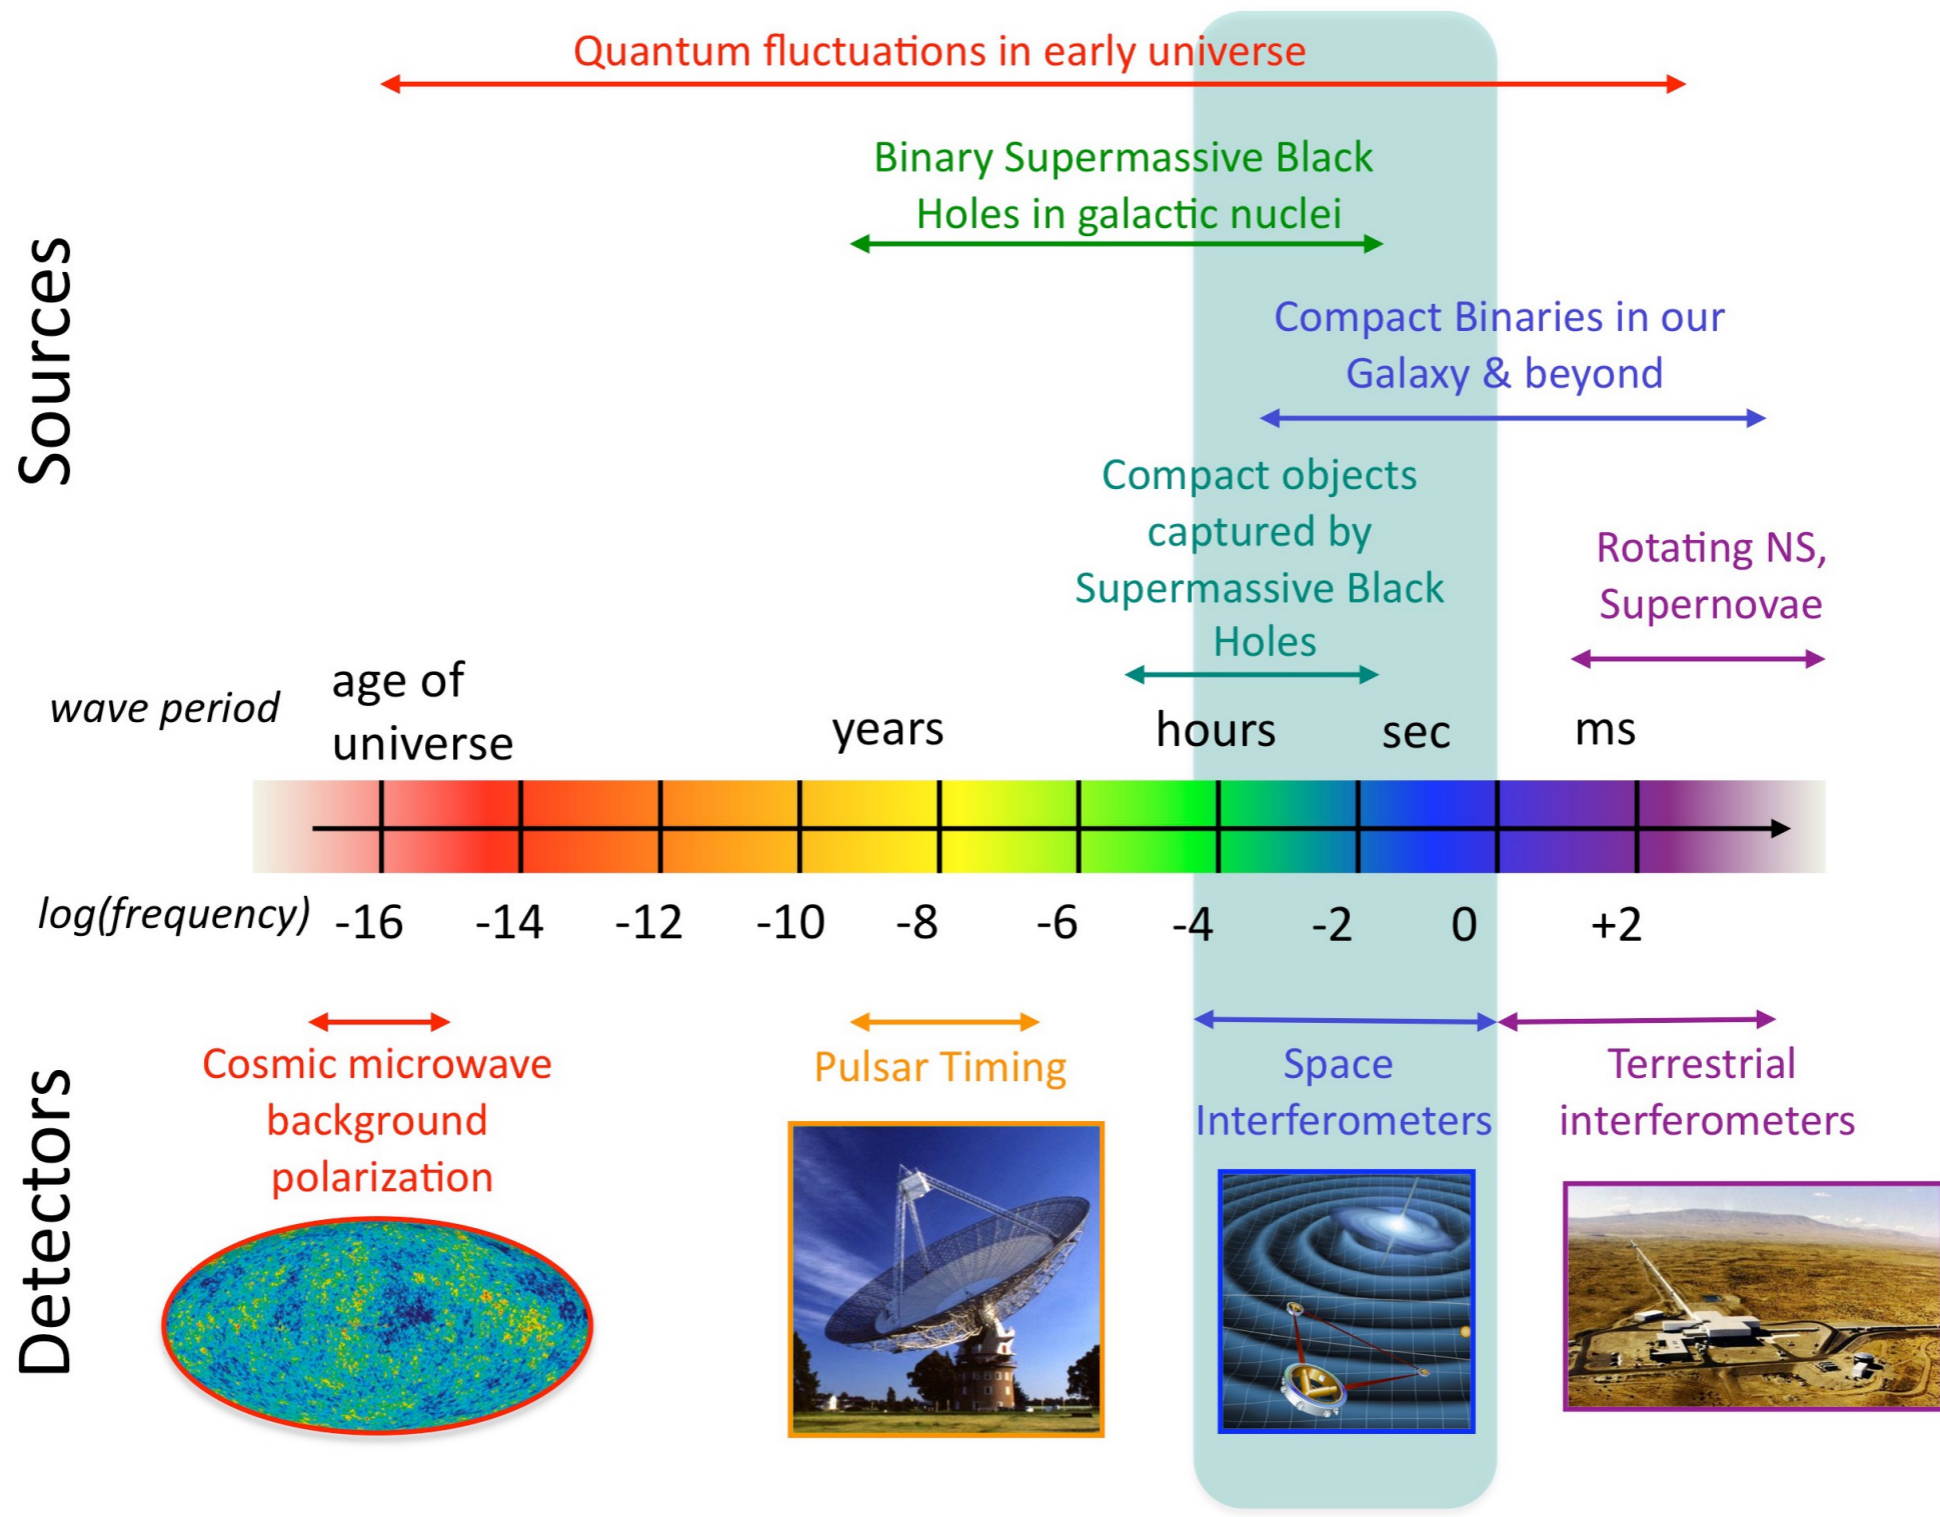 Quantum fluctuations in early universe
Binary Supermassive Black
Holes in galactic nuclei
Compact Binaries in our
Galaxy & beyond
Compact objects
captured by
Supermassive Black
Holes
Rotating NS,
Supernovae
Sources
wave period
age of
universe
years
hours
sec
ms
log(frequency)
-16 -14 -12 -10 -8 -6 -4 -2 0 +2
Detectors
Cosmic microwave
background
polarization
Pulsar Timing
Space
Interferometers
Terrestrial
interferometers